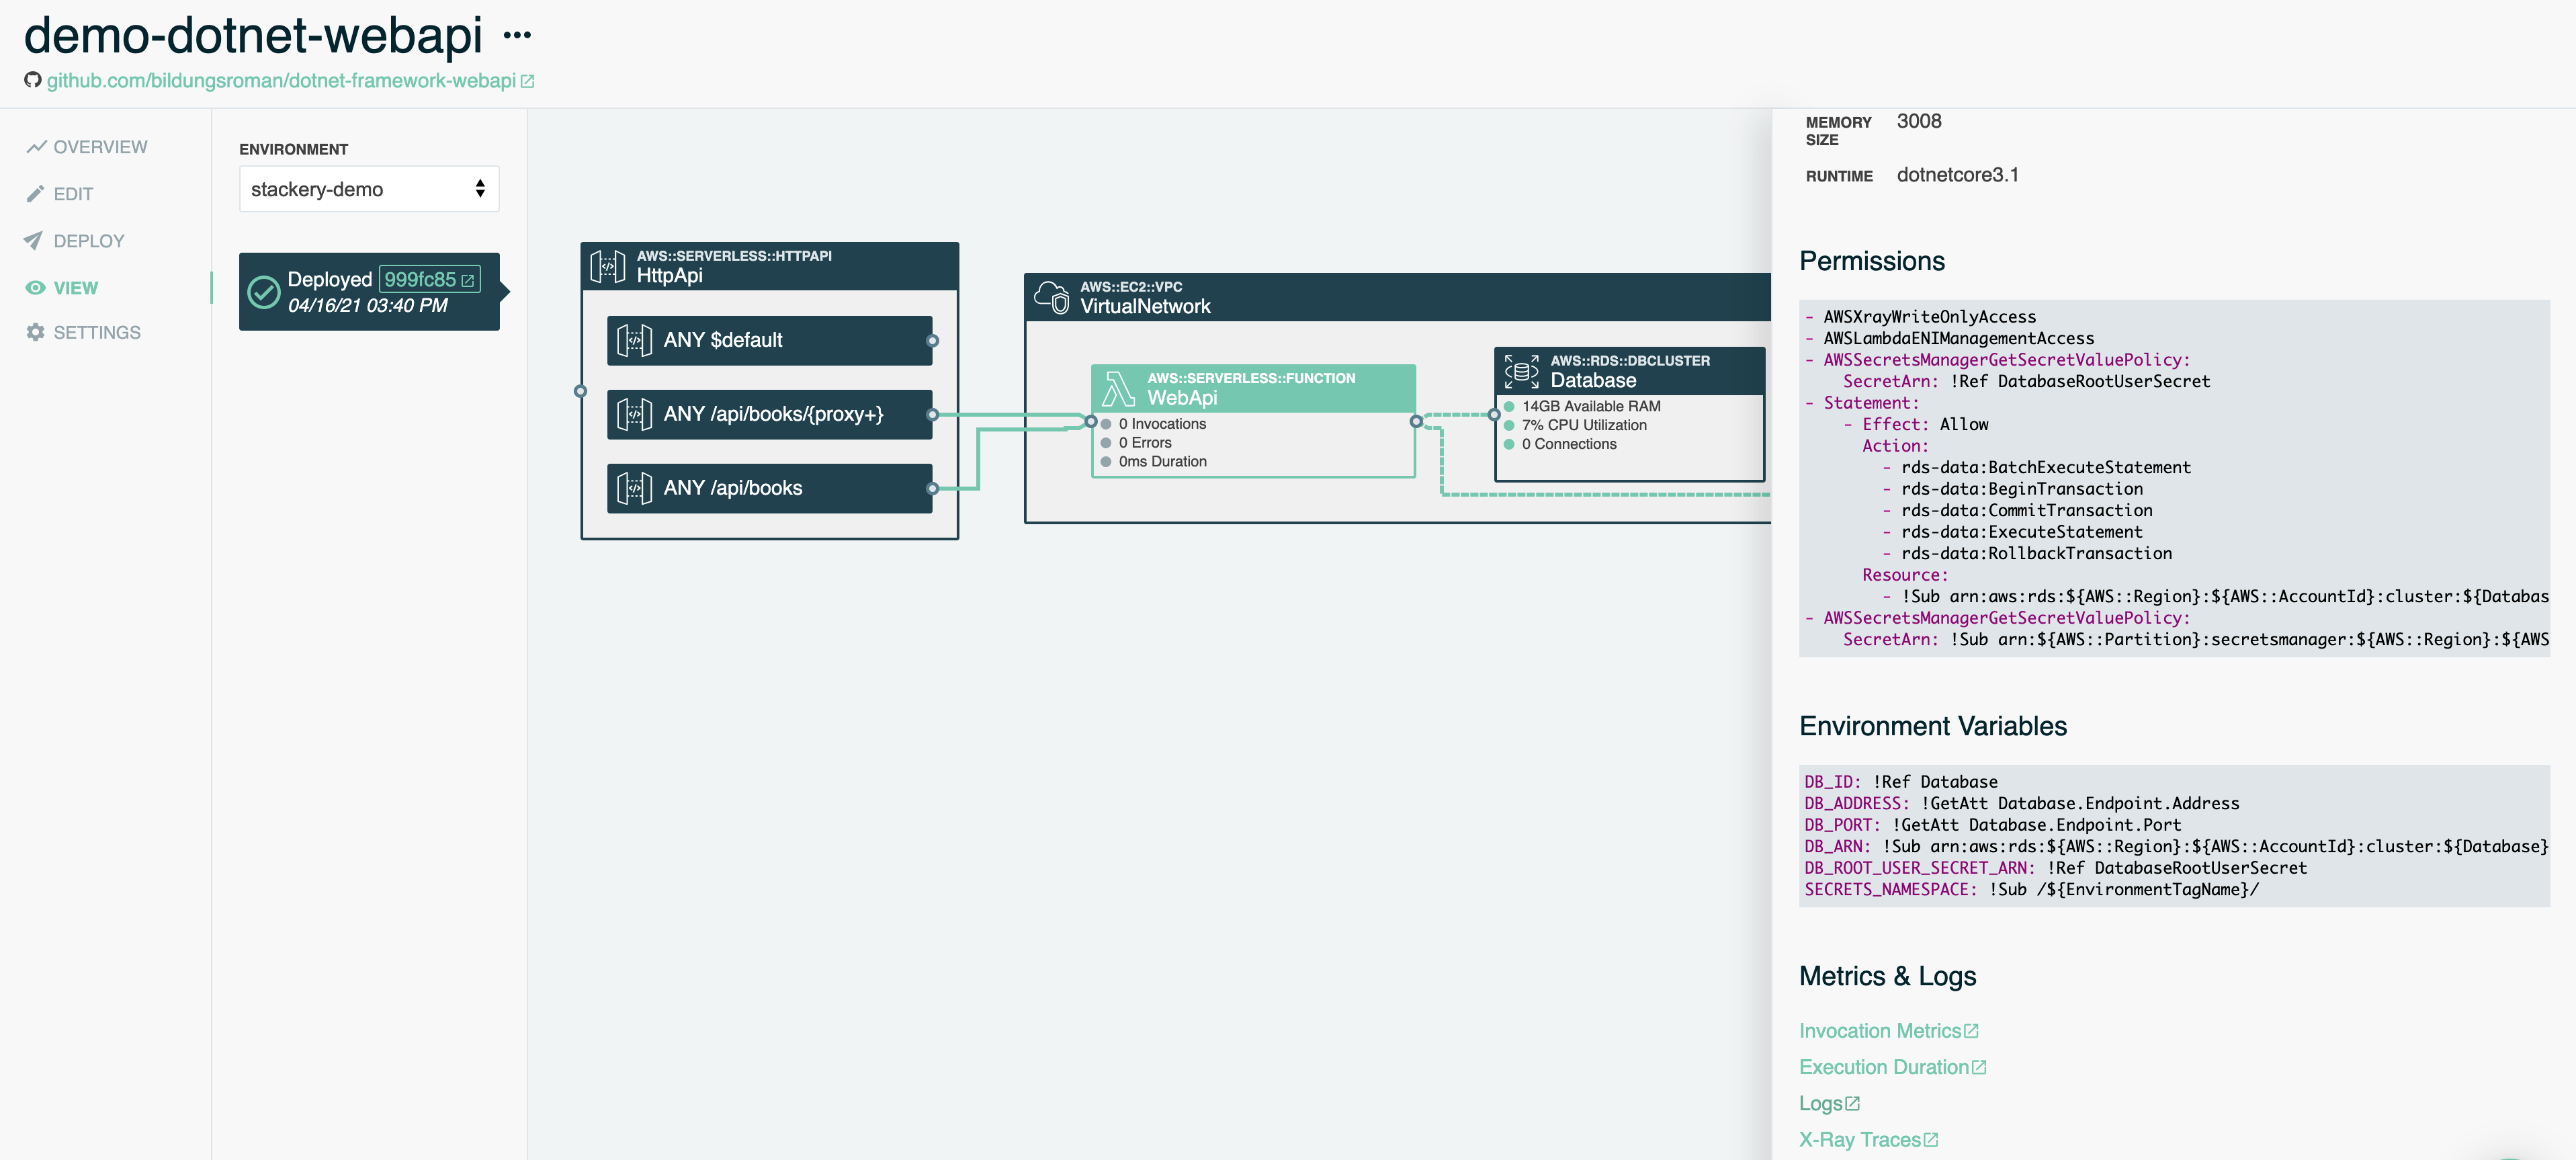 demo-dotnet-webapi ...
github.com/bildungsroman/dotnet-framework-webapi
OVERVIEW
EDIT
DEPLOY
VIEW
SETTINGS
ENVIRONMENT
stackery-demo
Deployed 999fc85
04/16/21 03:40 PM
AWS::SERVERLESS::HTTPAPI
HttpApi
ANY $default
ANY /api/books/{proxy+}
ANY /api/books
AWS::EC2::VPC
VirtualNetwork
AWS::SERVERLESS::FUNCTION
WebApi
0 Invocations
0 Errors
0ms Duration
AWS::RDS::DBCLUSTER
Database
14GB Available RAM
7% CPU Utilization
0 Connections
MEMORY SIZE 3008
RUNTIME dotnetcore3.1
Permissions
- AWSXrayWriteOnlyAccess
- AWSLambdaENIManagementAccess
- AWSSecretsManagerGetSecretValuePolicy:
SecretArn: !Ref DatabaseRootUserSecret
- Statement:
- Effect: Allow
Action:
- rds-data:BatchExecuteStatement
- rds-data:BeginTransaction
- rds-data:CommitTransaction
- rds-data:ExecuteStatement
- rds-data:RollbackTransaction
Resource:
- !Sub arn:aws:rds:${AWS::Region}:${AWS::AccountId}:cluster:${Databas
- AWSSecretsManagerGetSecretValuePolicy:
SecretArn: !Sub arn:${AWS::Partition}:secretsmanager:${AWS::Region}:${AWS
Environment Variables
DB_ID: !Ref Database
DB_ADDRESS: !GetAtt Database.Endpoint.Address
DB_PORT: !GetAtt Database.Endpoint.Port
DB_ARN: !Sub arn:aws:rds:${AWS::Region}:${AWS::AccountId}:cluster:${Database}
DB_ROOT_USER_SECRET_ARN: !Ref DatabaseRootUserSecret
SECRETS_NAMESPACE: !Sub /${EnvironmentTagName}/
Metrics & Logs
Invocation Metrics
Execution Duration
Logs
X-Ray Traces